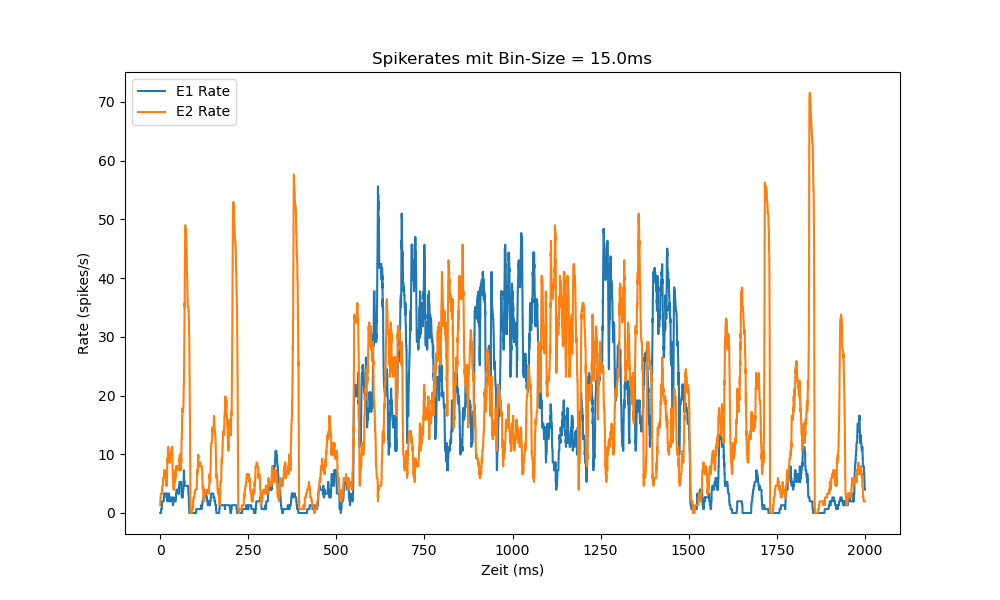 Spikerates mit Bin-Size = 15.0ms
E1 Rate
E2 Rate
Rate (spikes/s)
70
60
50
40
30
20
10
0
0 250 500 750 1000 1250 1500 1750 2000
Zeit (ms)